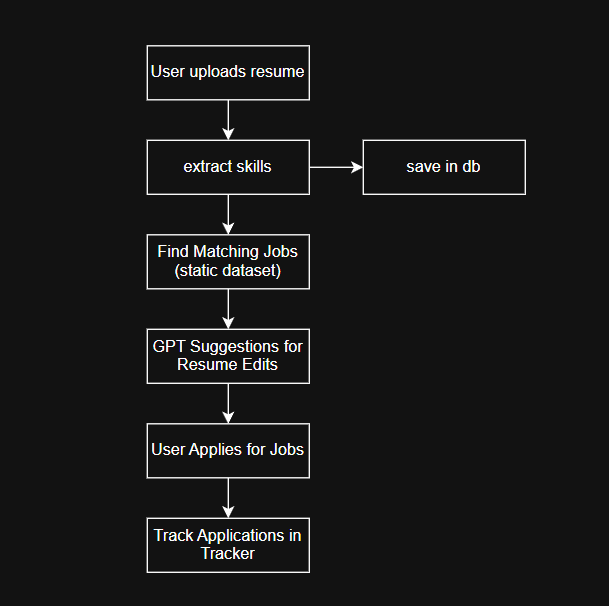 User uploads resume
extract skills
save in db
Find Matching Jobs
(static dataset)
GPT Suggestions for
Resume Edits
User Applies for Jobs
Track Applications in
Tracker